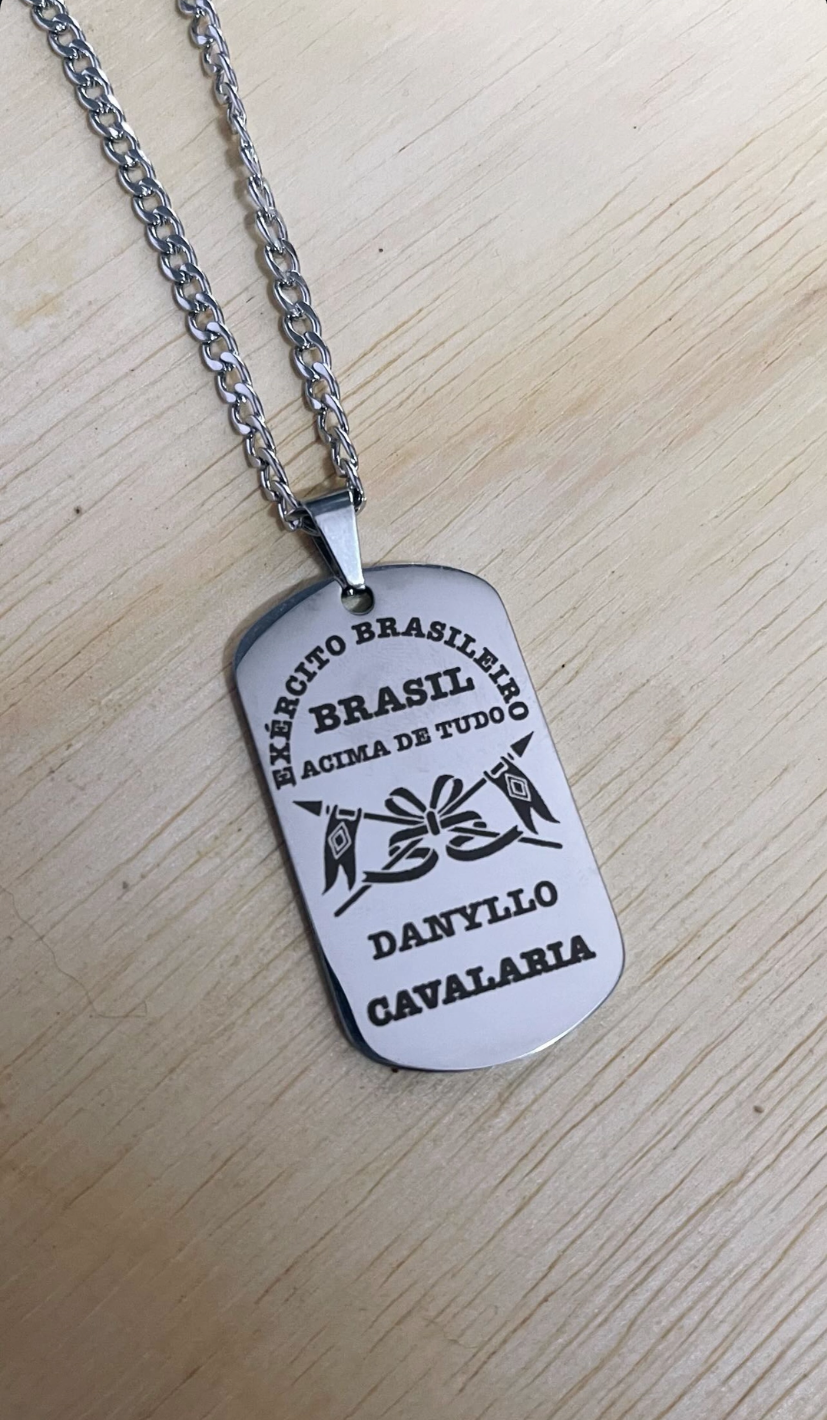 EXÉRCITO BRASILEIRO
BRASIL
ACIMA DE TUDO
DANYLLO
CAVALARIA